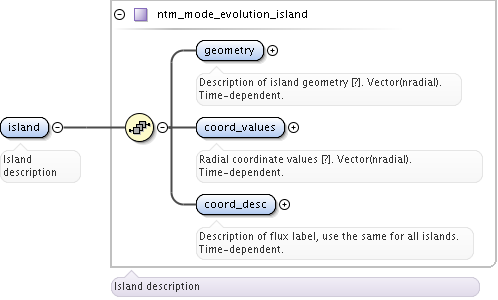 ntm_mode_evolution_island
geometry
Description of island geometry [?]. Vector(nradial).
Time-dependent.
island
Island
description
coord_values
Radial coordinate values [?]. Vector(nradial).
Time-dependent.
coord_desc
Description of flux label, use the same for all islands.
Time-dependent.
Island description